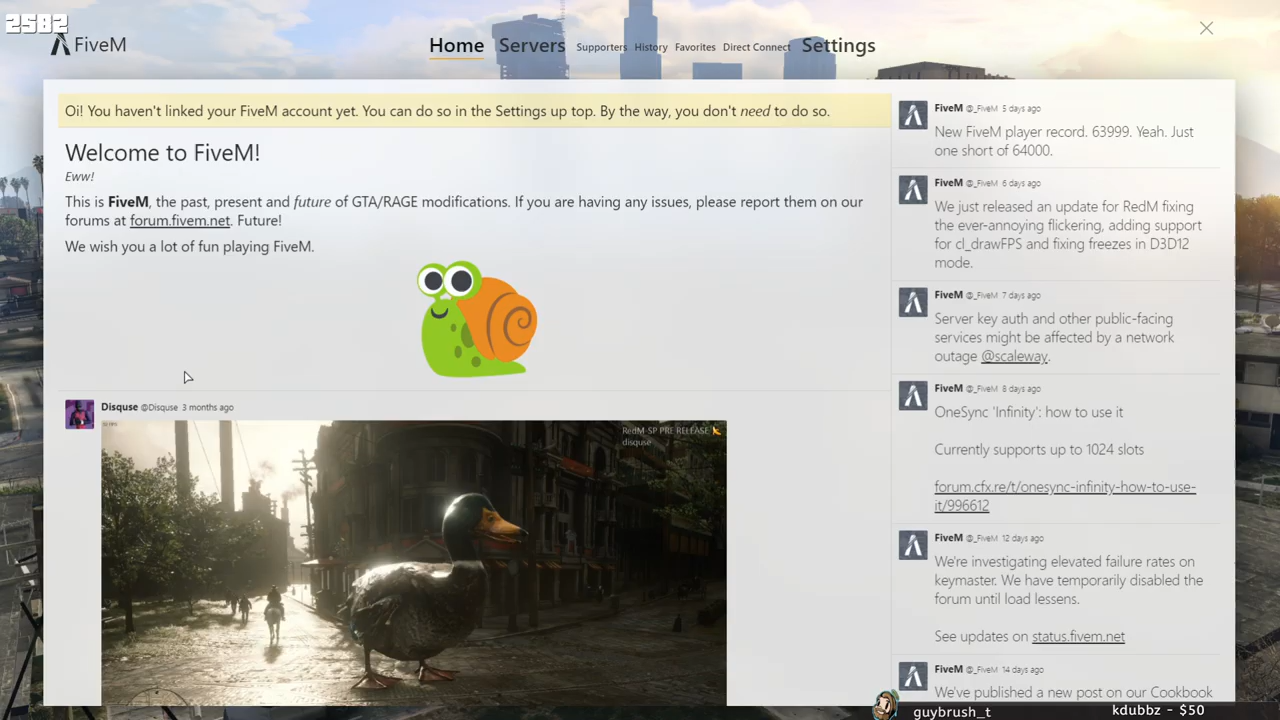 2582
FiveM
Home Servers Supporters History Favorites Direct Connect Settings
Oi! You haven't linked your FiveM account yet. You can do so in the Settings up top. By the way, you don't need to do so.
Welcome to FiveM!
Eww!
This is FiveM, the past, present and future of GTA/RAGE modifications. If you are having any issues, please report them on our
forums at forum.fivem.net. Future!
We wish you a lot of fun playing FiveM.
Disquse @Disquse 3 months ago
RedM-SP PRE RELEASE
disquse
FiveM @_FiveM 5 days ago
New FiveM player record. 63999. Yeah. Just
one short of 64000.
FiveM @_FiveM 6 days ago
We just released an update for RedM fixing
the ever-annoying flickering, adding support
for cl_drawFPS and fixing freezes in D3D12
mode.
FiveM @_FiveM 7 days ago
Server key auth and other public-facing
services might be affected by a network
outage @scaleway.
FiveM @_FiveM 8 days ago
OneSync 'Infinity': how to use it
Currently supports up to 1024 slots
forum.cfx.re/t/onesync-infinity-how-to-use-
it/996612
FiveM @_FiveM 12 days ago
We're investigating elevated failure rates on
keymaster. We have temporarily disabled the
forum until load lessens.
See updates on status.fivem.net
FiveM @_FiveM 14 days ago
We've published a new post on our Cookbook
guybrush_t
kdubbz - $50